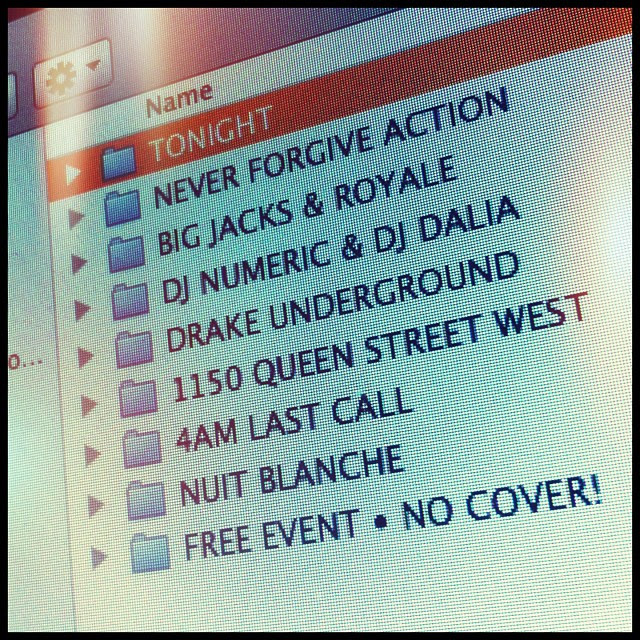 Name
TONIGHT
NEVER FORGIVE ACTION
BIG JACKS & ROYALE
DJ NUMERIC & DJ DALIA
DRAKE UNDERGROUND
1150 QUEEN STREET WEST
4AM LAST CALL
NUIT BLANCHE
FREE EVENT • NO COVER!
o...